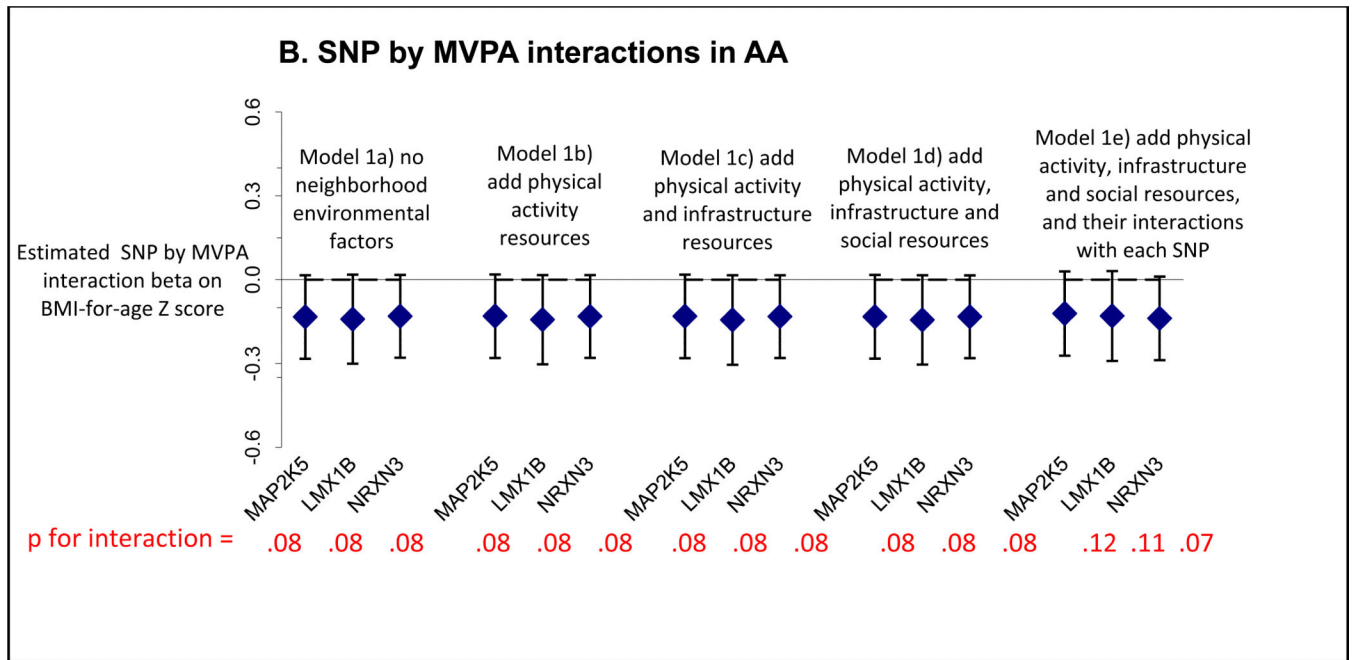 B. SNP by MVPA interactions in AA
0.6
0.3
0.0
-0.3
-0.6
Estimated SNP by MVPA
interaction beta on
BMI-for-age Z score
Model 1a) no
neighborhood
environmental
factors
Model 1b)
add physical
activity
resources
Model 1c) add
physical activity
and infrastructure
resources
Model 1d) add
physical activity,
infrastructure and
social resources
Model 1e) add physical
activity, infrastructure
and social resources,
and their interactions
with each SNP
MAP2K5 LMX1B NRXN3 MAP2K5 LMX1B NRXN3 MAP2K5 LMX1B NRXN3 MAP2K5 LMX1B NRXN3 MAP2K5 LMX1B NRXN3
p for interaction = .08 .08 .08 .08 .08 .08 .08 .08 .08 .08 .08 .08 .12 .11 .07